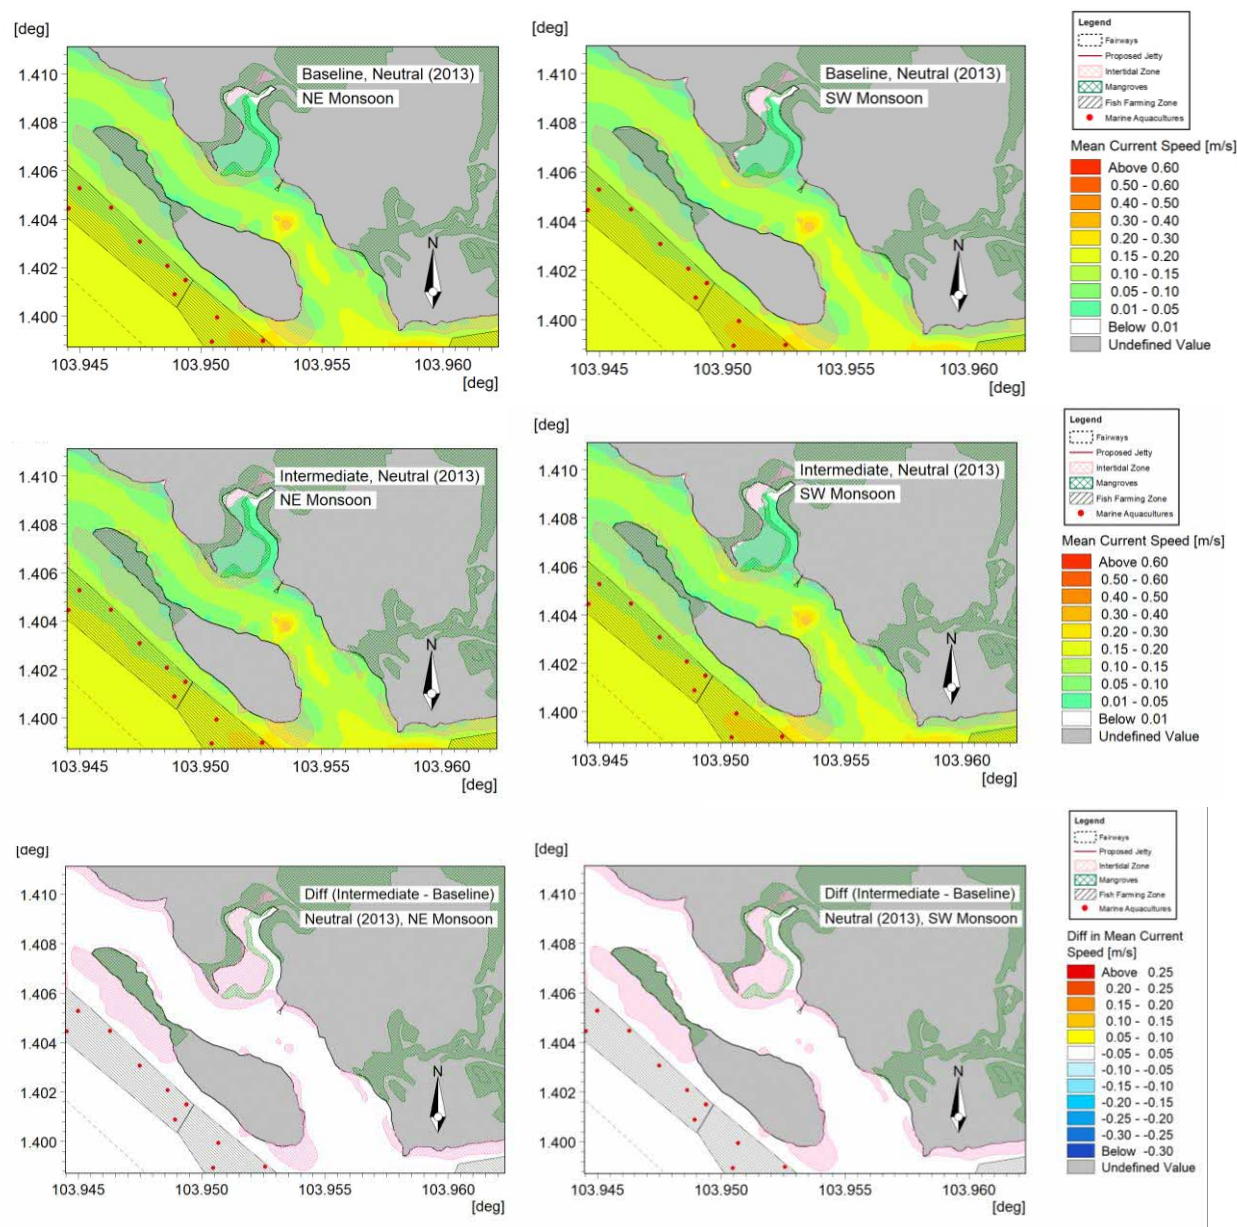 [deg]
1.410
1.408
1.406
1.404
1.402
1.400
Baseline, Neutral (2013)
NE Monsoon
N
103.945 103.950 103.955 103.960
[deg]
[deg]
1.410
1.408
1.406
1.404
1.402
1.400
Baseline, Neutral (2013)
SW Monsoon
N
103.945 103.950 103.955 103.960
[deg]
Legend
Fairways
Proposed Jetty
Intertidal Zone
Mangroves
Fish Farming Zone
Marine Aquacultures
Mean Current Speed [m/s]
Above 0.60
0.50 - 0.60
0.40 - 0.50
0.30 - 0.40
0.20 - 0.30
0.15 - 0.20
0.10 - 0.15
0.05 - 0.10
0.01 - 0.05
Below 0.01
Undefined Value
1.410
1.408
1.406
1.404
1.402
1.400
Intermediate, Neutral (2013)
NE Monsoon
N
103.945 103.950 103.955 103.960
[deg]
[deg]
1.410
1.408
1.406
1.404
1.402
1.400
Intermediate, Neutral (2013)
SW Monsoon
N
103.945 103.950 103.955 103.960
[deg]
Legend
Fairways
Proposed Jetty
Intertidal Zone
Mangroves
Fish Farming Zone
Marine Aquacultures
Mean Current Speed [m/s]
Above 0.60
0.50 - 0.60
0.40 - 0.50
0.30 - 0.40
0.20 - 0.30
0.15 - 0.20
0.10 - 0.15
0.05 - 0.10
0.01 - 0.05
Below 0.01
Undefined Value
[deg]
1.410
1.408
1.406
1.404
1.402
1.400
Diff (Intermediate - Baseline)
Neutral (2013), NE Monsoon
N
103.945 103.950 103.955 103.960
[deg]
[deg]
1.410
1.408
1.406
1.404
1.402
1.400
Diff (Intermediate - Baseline)
Neutral (2013), SW Monsoon
N
103.945 103.950 103.955 103.960
[deg]
Legend
Fairways
Proposed Jetty
Intertidal Zone
Mangroves
Fish Farming Zone
Marine Aquacultures
Diff in Mean Current
Speed [m/s]
Above 0.25
0.20 - 0.25
0.15 - 0.20
0.10 - 0.15
0.05 - 0.10
-0.05 - 0.05
-0.10 - -0.05
-0.15 - -0.10
-0.20 - -0.15
-0.25 - -0.20
-0.30 - -0.25
Below -0.30
Undefined Value